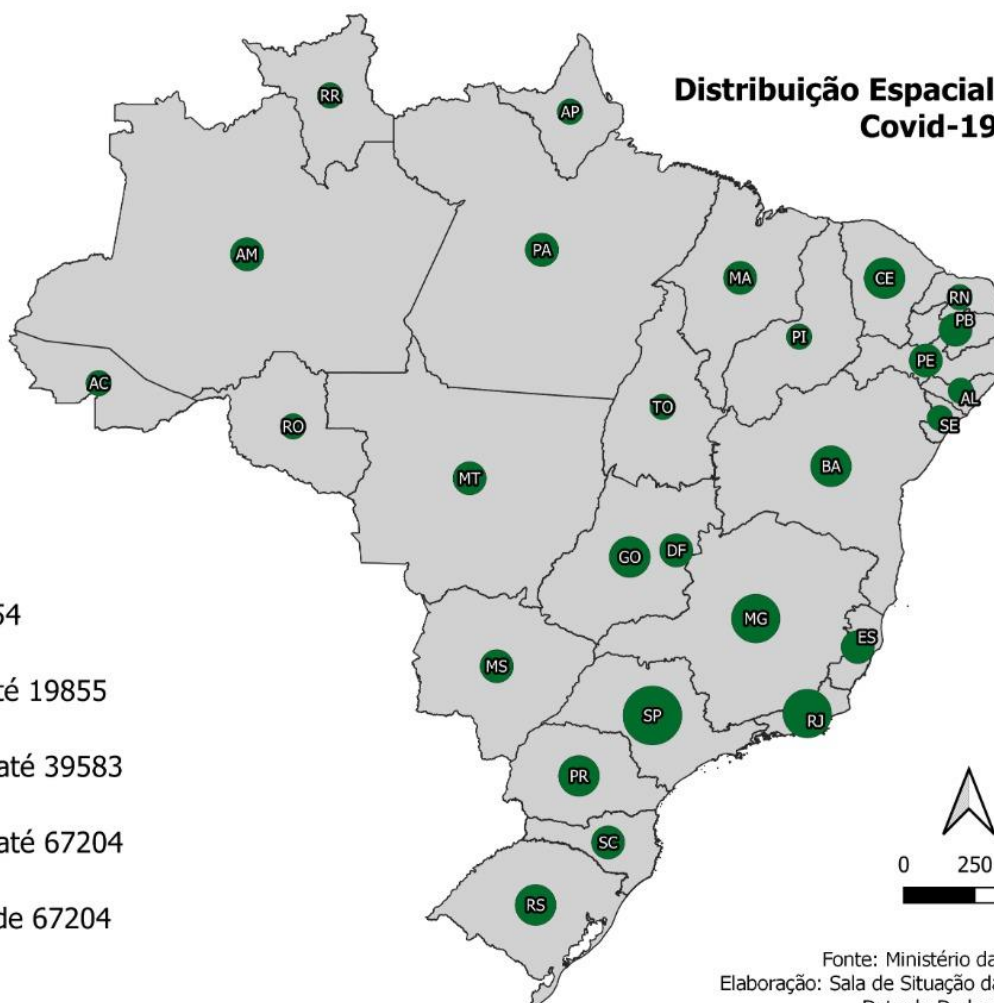 Distribuição Espacial
Covid-19
RR
AP
AM
PA
MA
CE
RN
PB
PI
PE
AC
AL
TO
SE
RO
BA
MT
DF
GO
MG
ES
MS
SP
RJ
PR
SC
RS
54
té 19855
até 39583
até 67204
de 67204
0 250
Fonte: Ministério da
Elaboração: Sala de Situação da